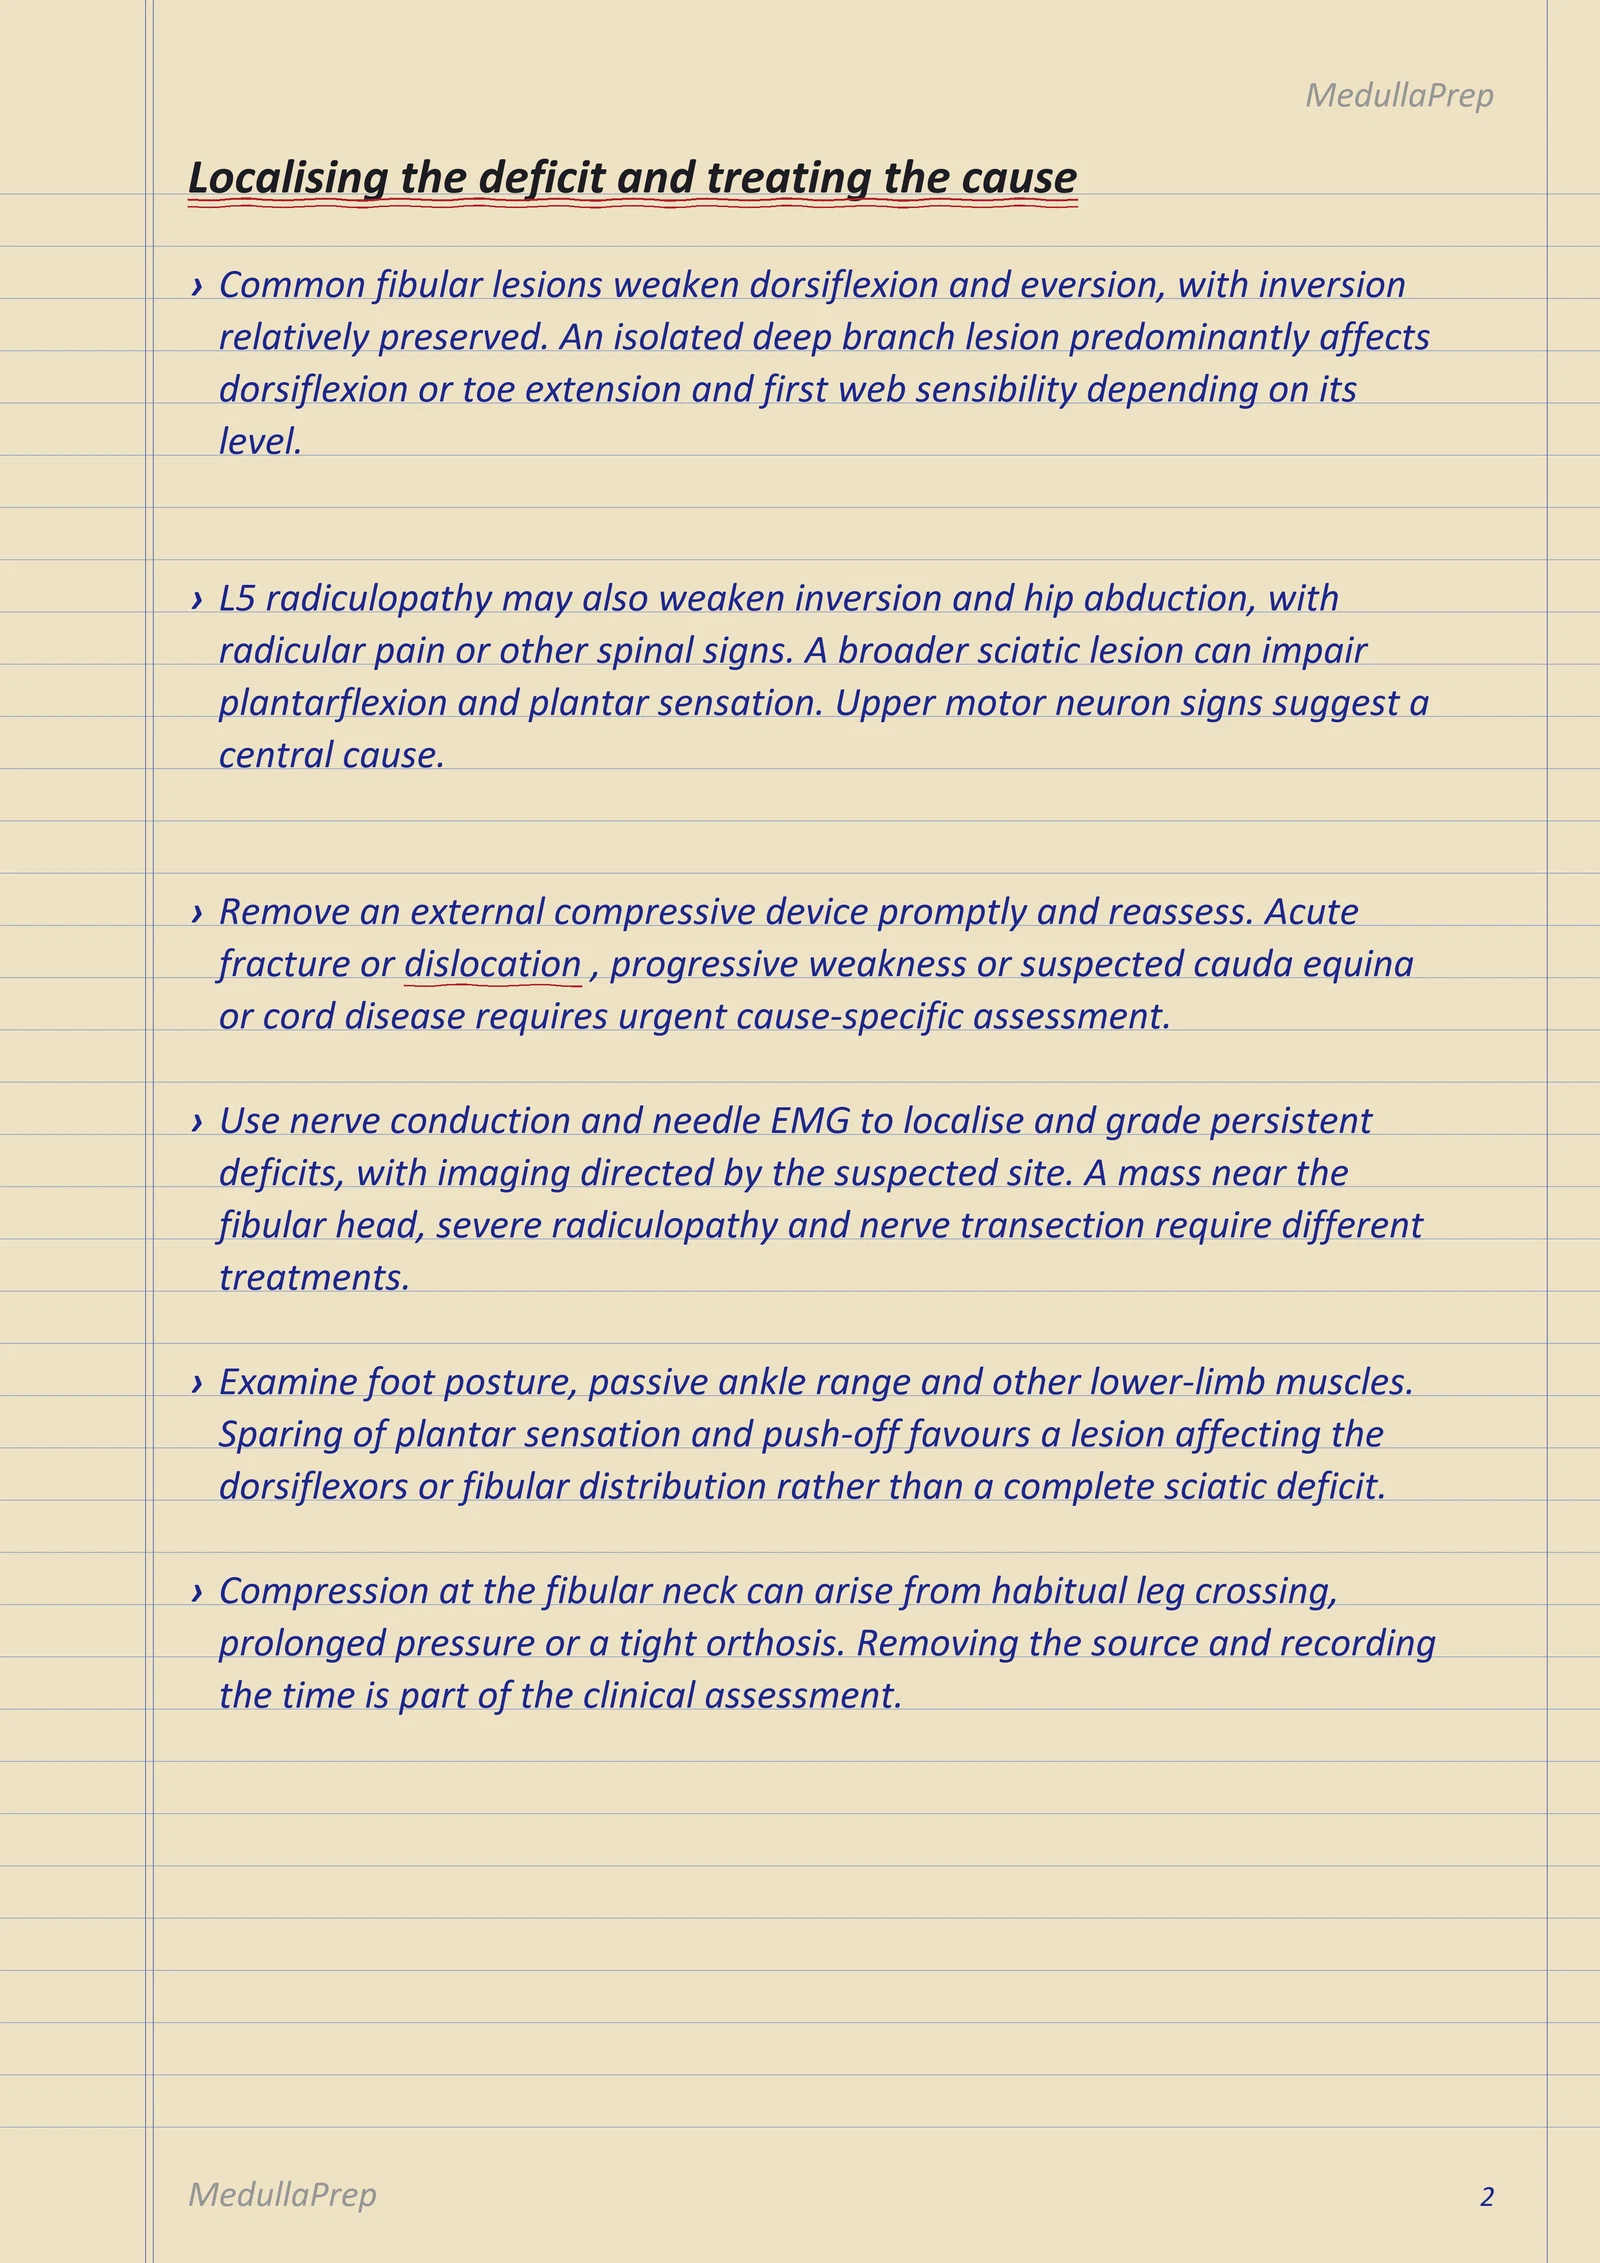 MedullaPrep
Localising the deficit and treating the cause
› Common fibular lesions weaken dorsiflexion and eversion, with inversion
relatively preserved. An isolated deep branch lesion predominantly affects
dorsiflexion or toe extension and first web sensibility depending on its
level.
› L5 radiculopathy may also weaken inversion and hip abduction, with
radicular pain or other spinal signs. A broader sciatic lesion can impair
plantarflexion and plantar sensation. Upper motor neuron signs suggest a
central cause.
› Remove an external compressive device promptly and reassess. Acute
fracture or dislocation , progressive weakness or suspected cauda equina
or cord disease requires urgent cause-specific assessment.
› Use nerve conduction and needle EMG to localise and grade persistent
deficits, with imaging directed by the suspected site. A mass near the
fibular head, severe radiculopathy and nerve transection require different
treatments.
› Examine foot posture, passive ankle range and other lower-limb muscles.
Sparing of plantar sensation and push-off favours a lesion affecting the
dorsiflexors or fibular distribution rather than a complete sciatic deficit.
› Compression at the fibular neck can arise from habitual leg crossing,
prolonged pressure or a tight orthosis. Removing the source and recording
the time is part of the clinical assessment.
MedullaPrep
2